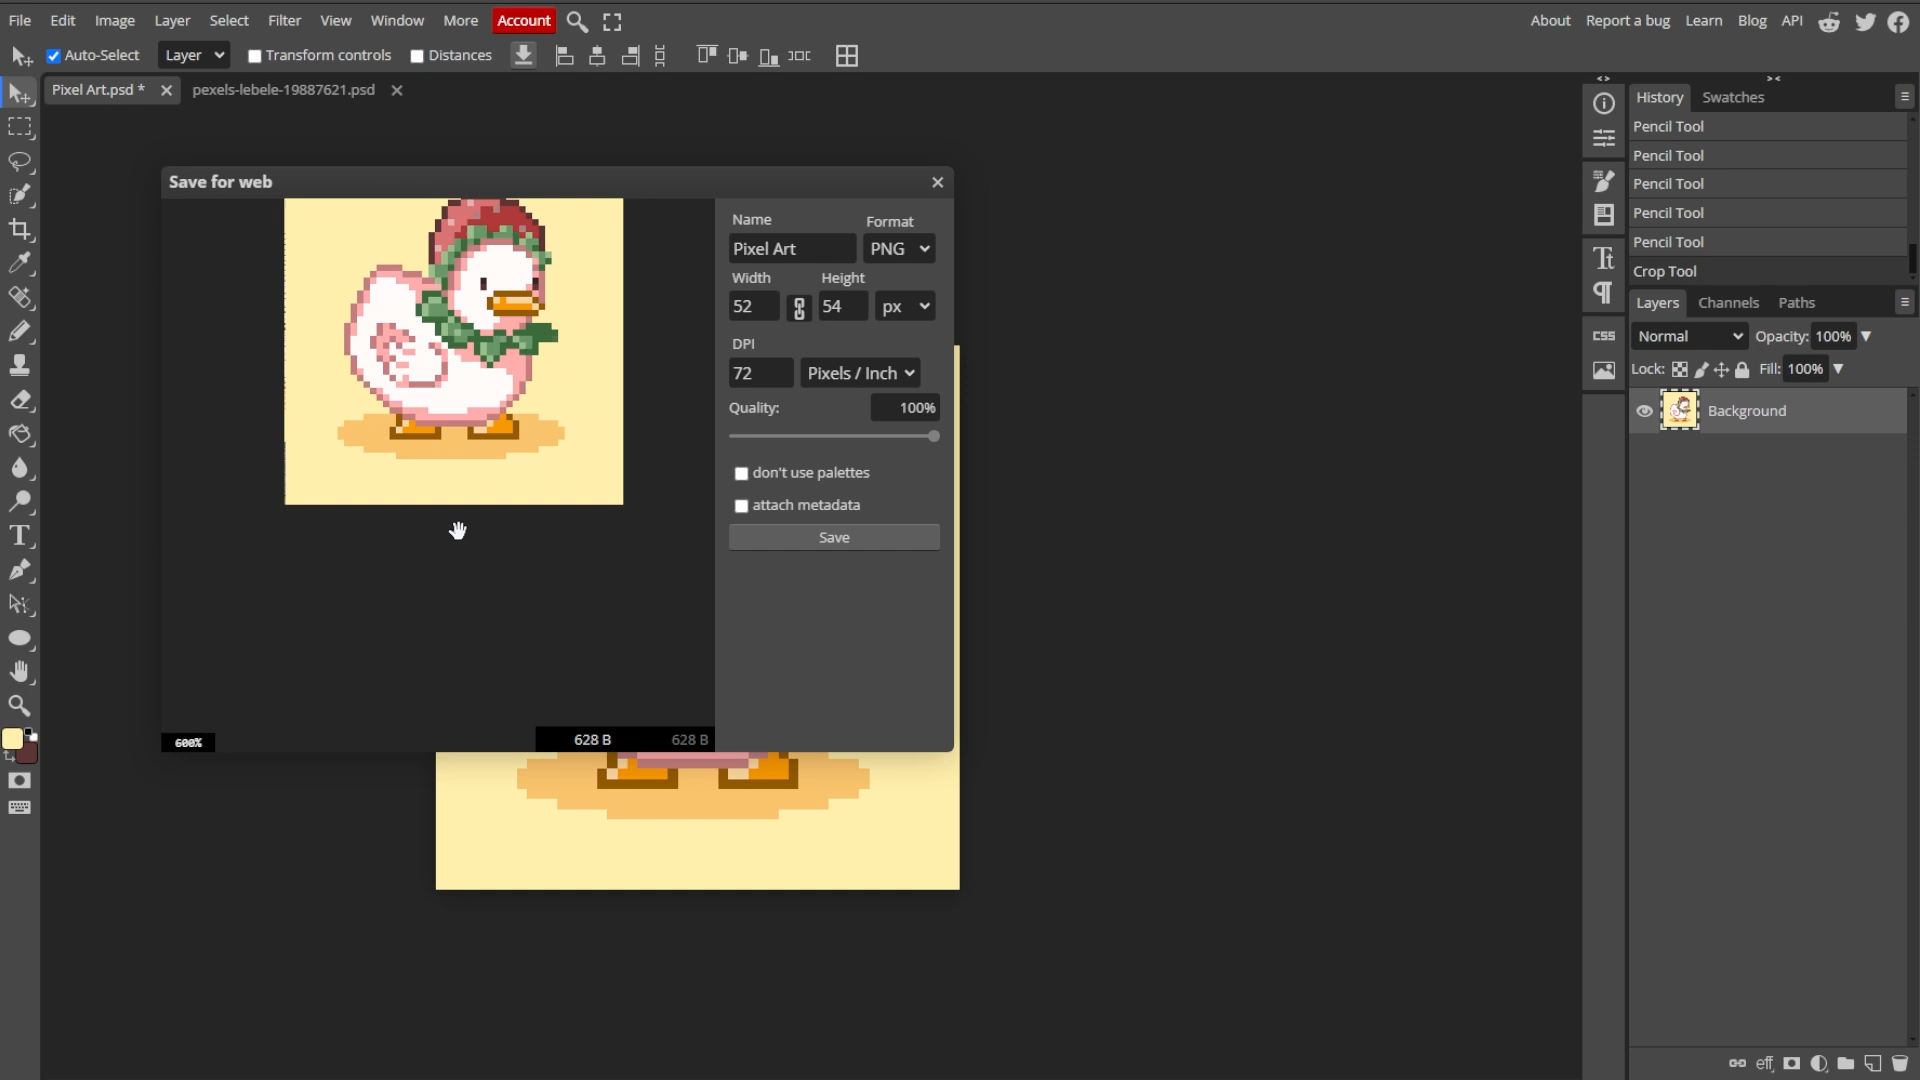 File Edit Image Layer Select Filter View Window More Account
About Report a bug Learn Blog API
Auto-Select Layer Transform controls Distances
Pixel Art.psd * pexels-lebele-19887621.psd
History Swatches
Pencil Tool
Pencil Tool
Pencil Tool
Pencil Tool
Pencil Tool
Crop Tool
Layers Channels Paths
Normal Opacity: 100%
Lock: Fill: 100%
Background
Tt
CSS
T
Save for web
Name Format
Pixel Art PNG
Width Height
52 54 px
DPI
72 Pixels / Inch
Quality: 100%
don't use palettes
attach metadata
Save
600% 628 B 628 B
eff